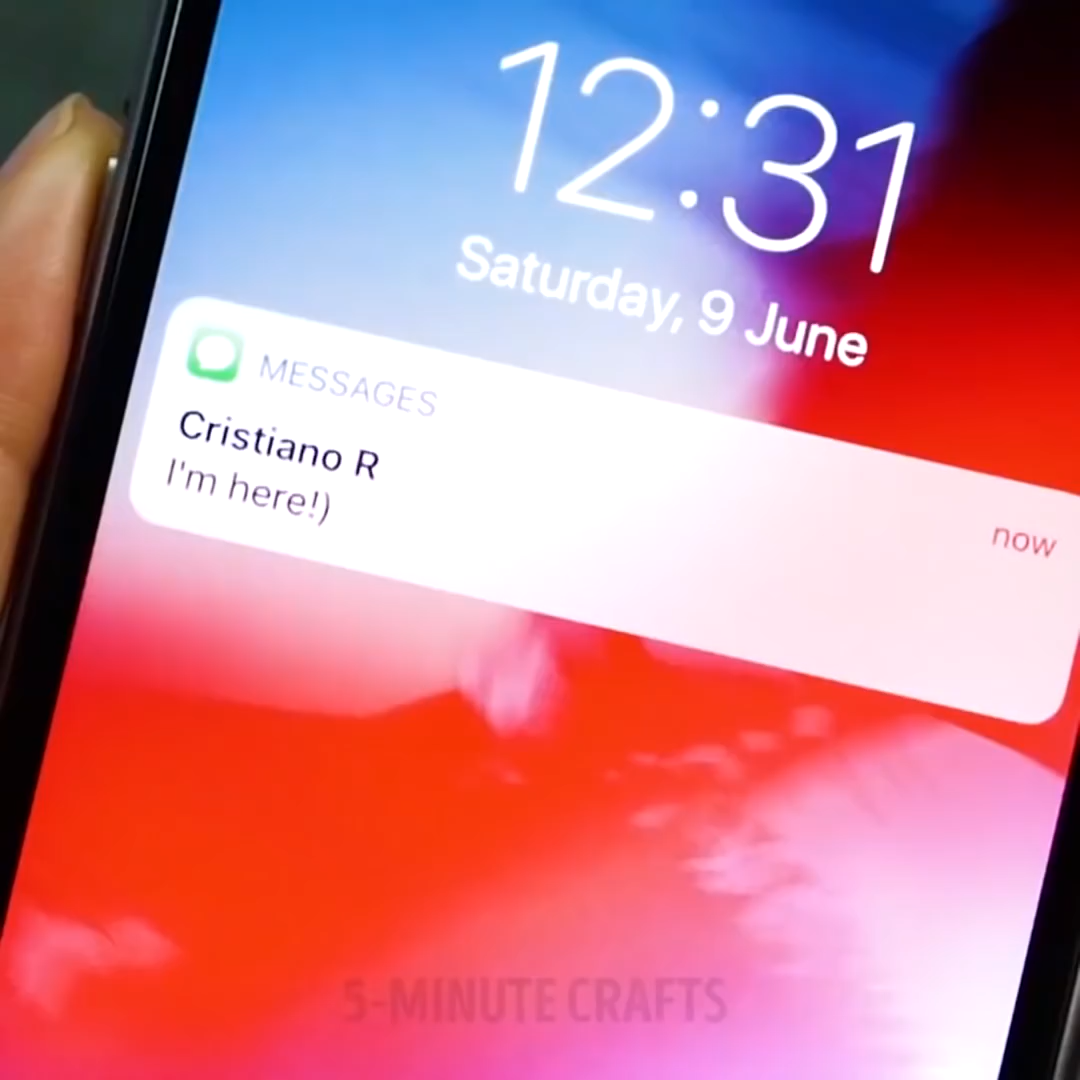 12:31
Saturday, 9 June
MESSAGES
Cristiano R
now
I'm here!)
5-MINUTE CRAFTS